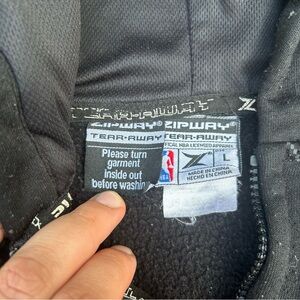 TEAR-AWAY
ZIPWAY® ZIPWAY®
TEAR-AWAY TEAR-AWAY
Please turn
garment
inside out
before washin
NBA LICENSED APPAREL
L
MADE IN CHINA
HECHO EN CHINA